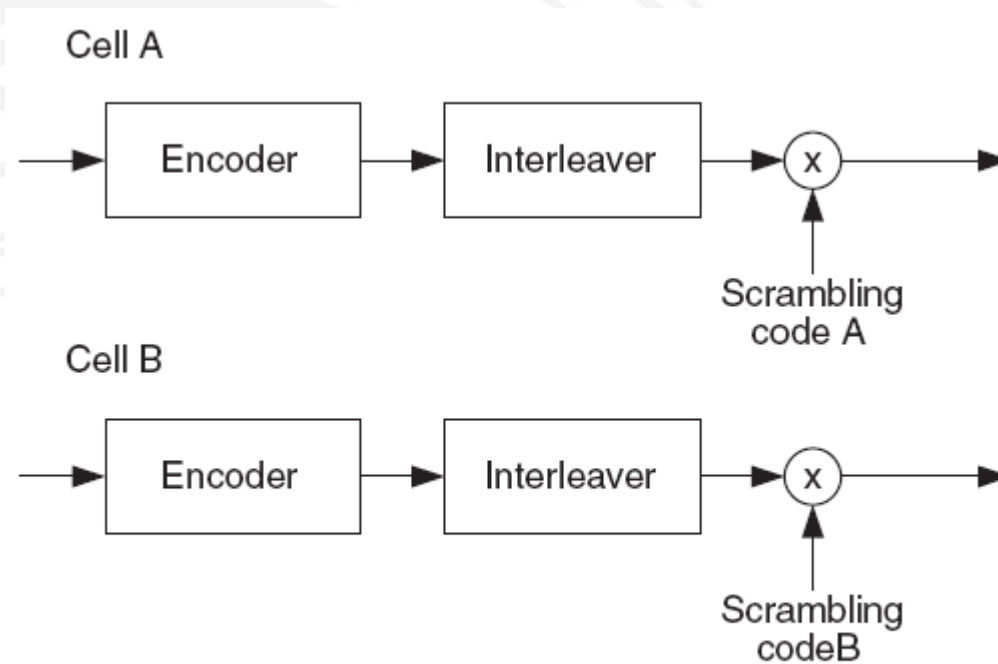 Cell A
Encoder
Interleaver
x
Scrambling
code A
Cell B
Encoder
Interleaver
x
Scrambling
codeB